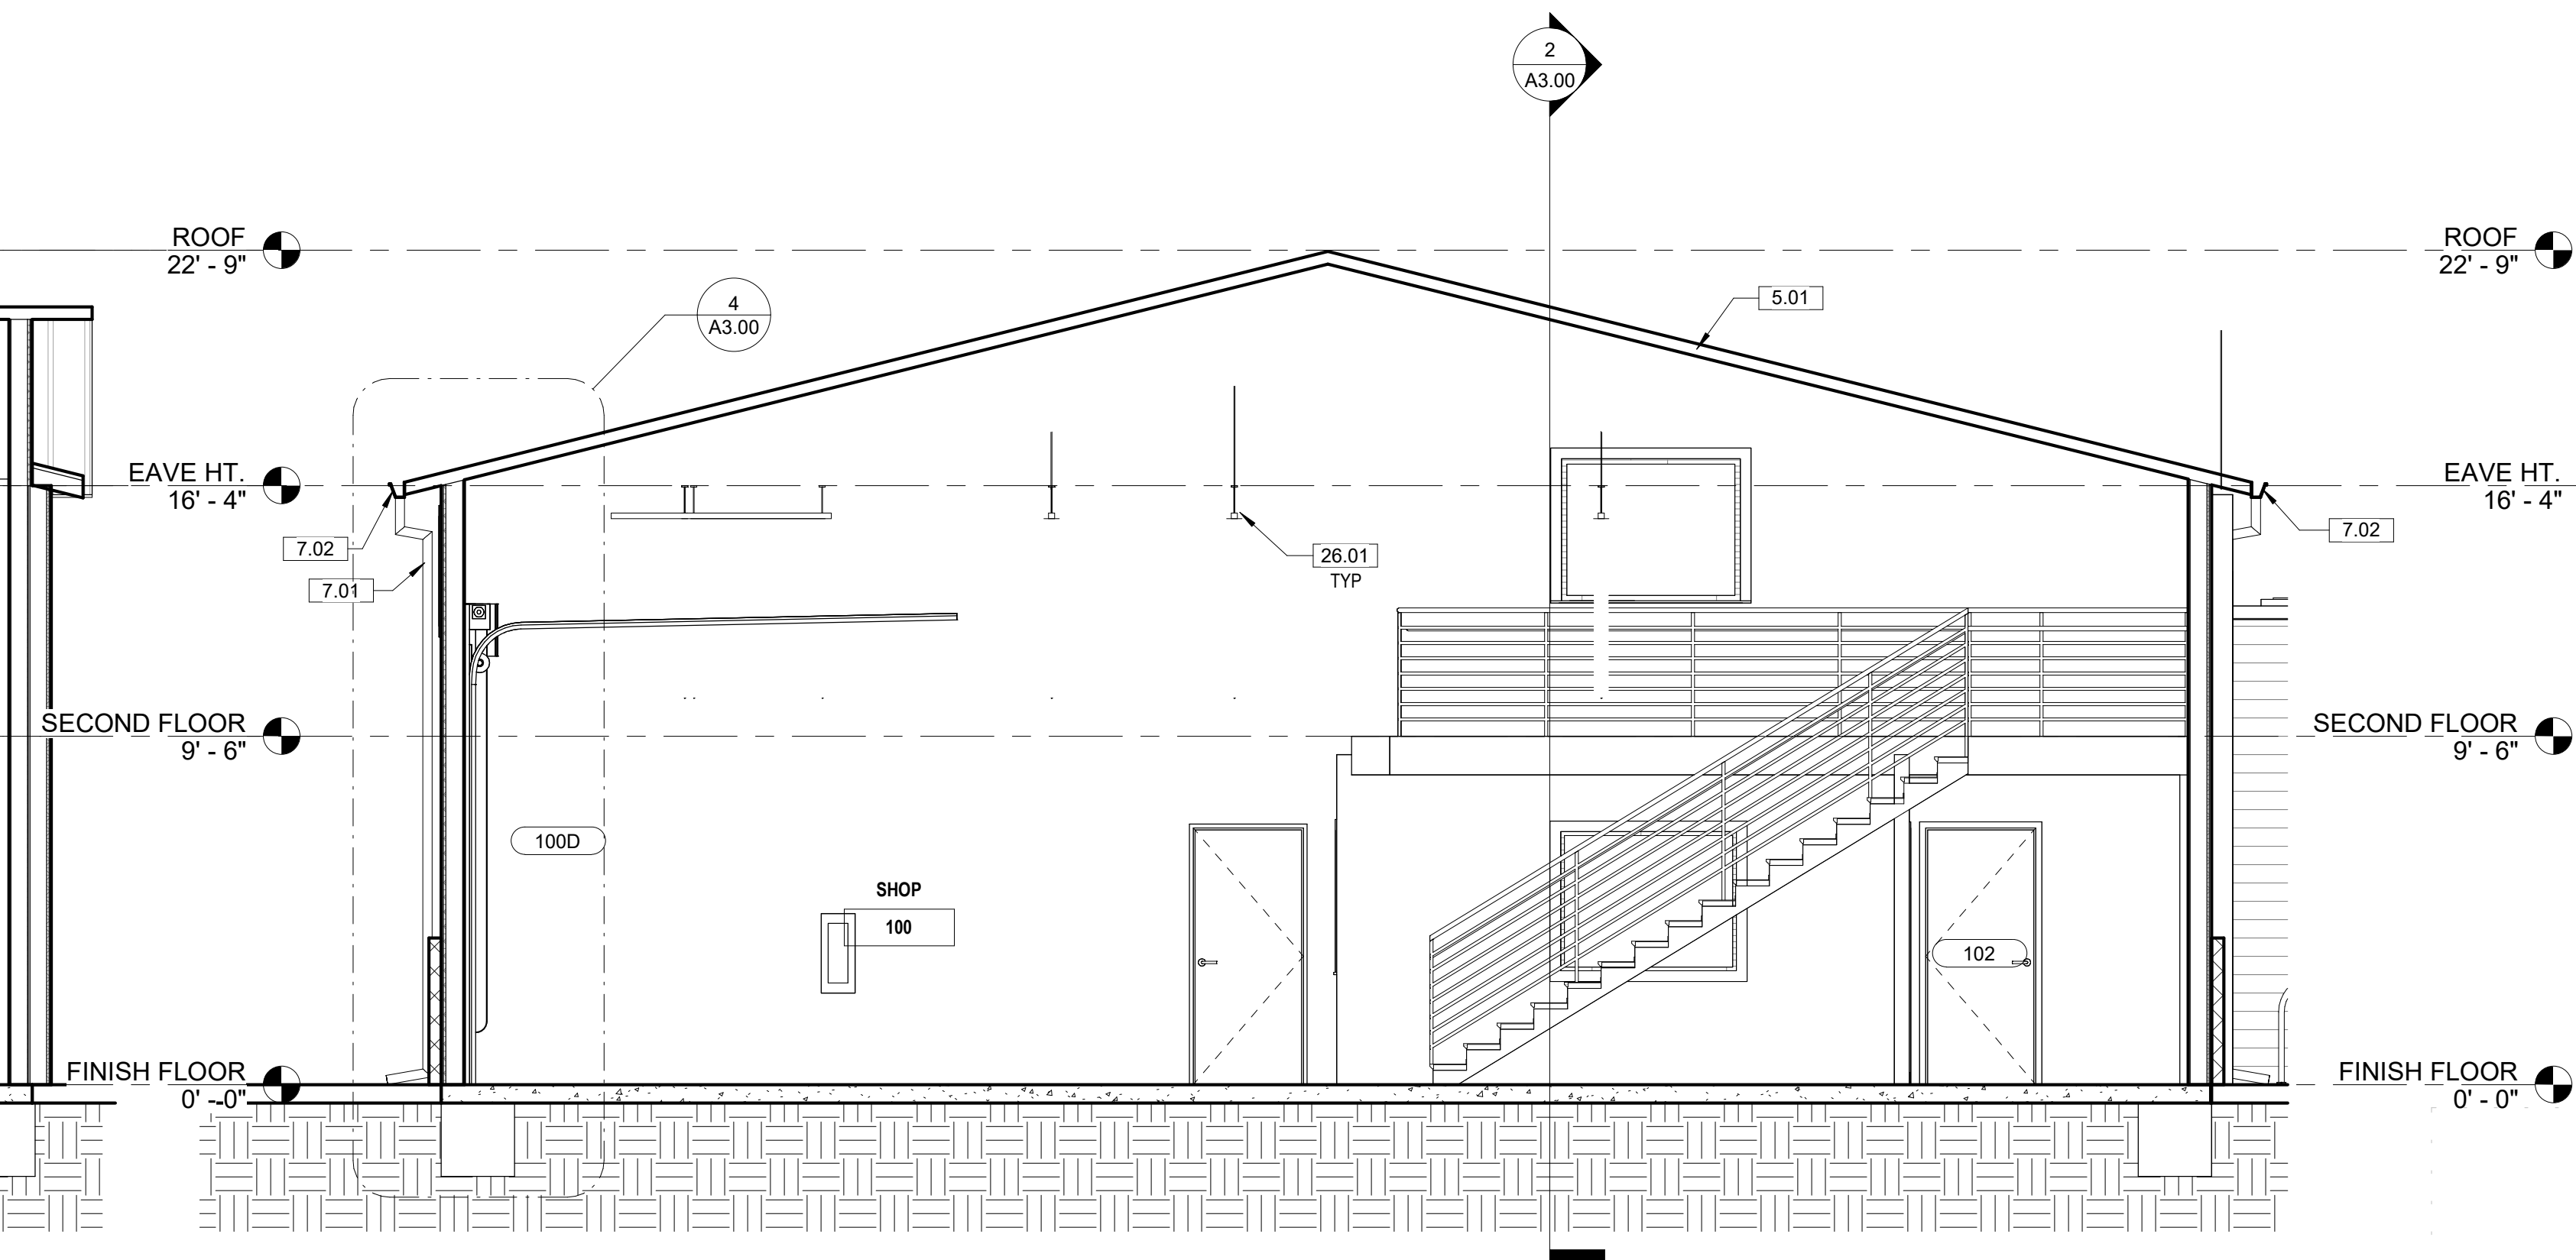 2
A3.00
ROOF
22' - 9"
ROOF
22' - 9"
4
A3.00
5.01
EAVE HT.
16' - 4"
EAVE HT.
16' - 4"
7.02
7.01
26.01
TYP
7.02
SECOND FLOOR
9' - 6"
SECOND FLOOR
9' - 6"
100D
SHOP
100
102
FINISH FLOOR
0' - 0"
FINISH FLOOR
0' - 0"